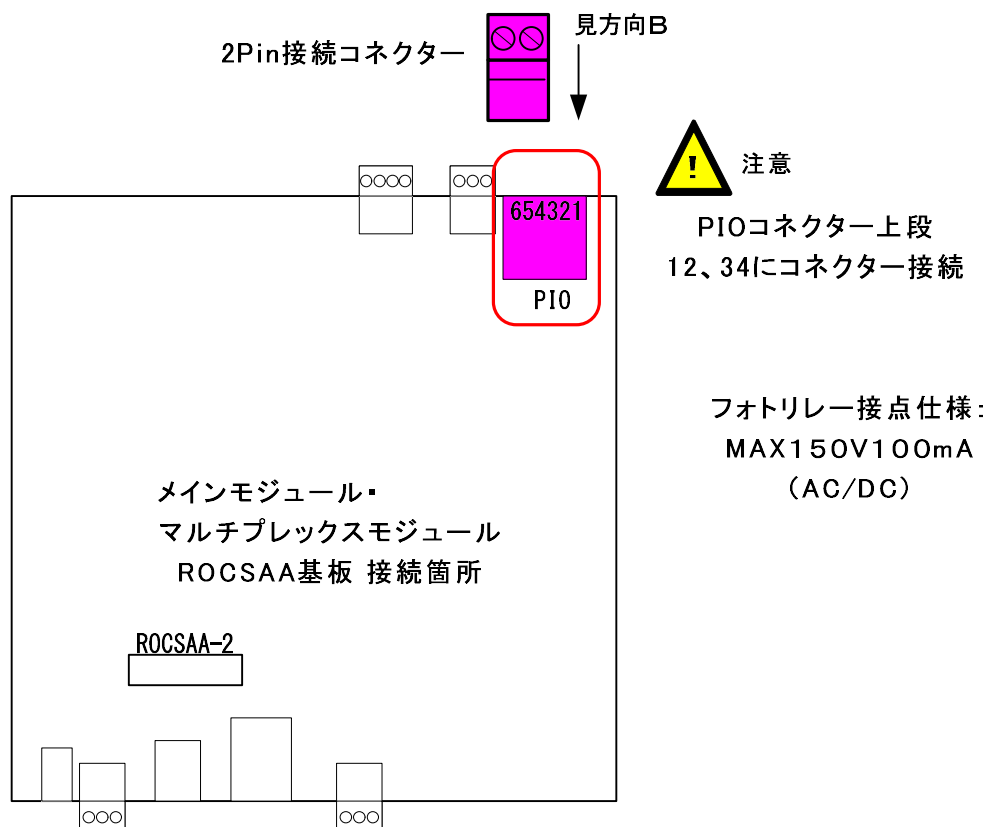 見方向B
2Pin接続コネクター
!
注意
654321
PIOコネクター上段
12、34にコネクター接続
PIO
フォトリレー接点仕様:
MAX150V100mA
(AC/DC)
メインモジュール・
マルチプレックスモジュール
ROCSAA基板 接続箇所
ROCSAA-2